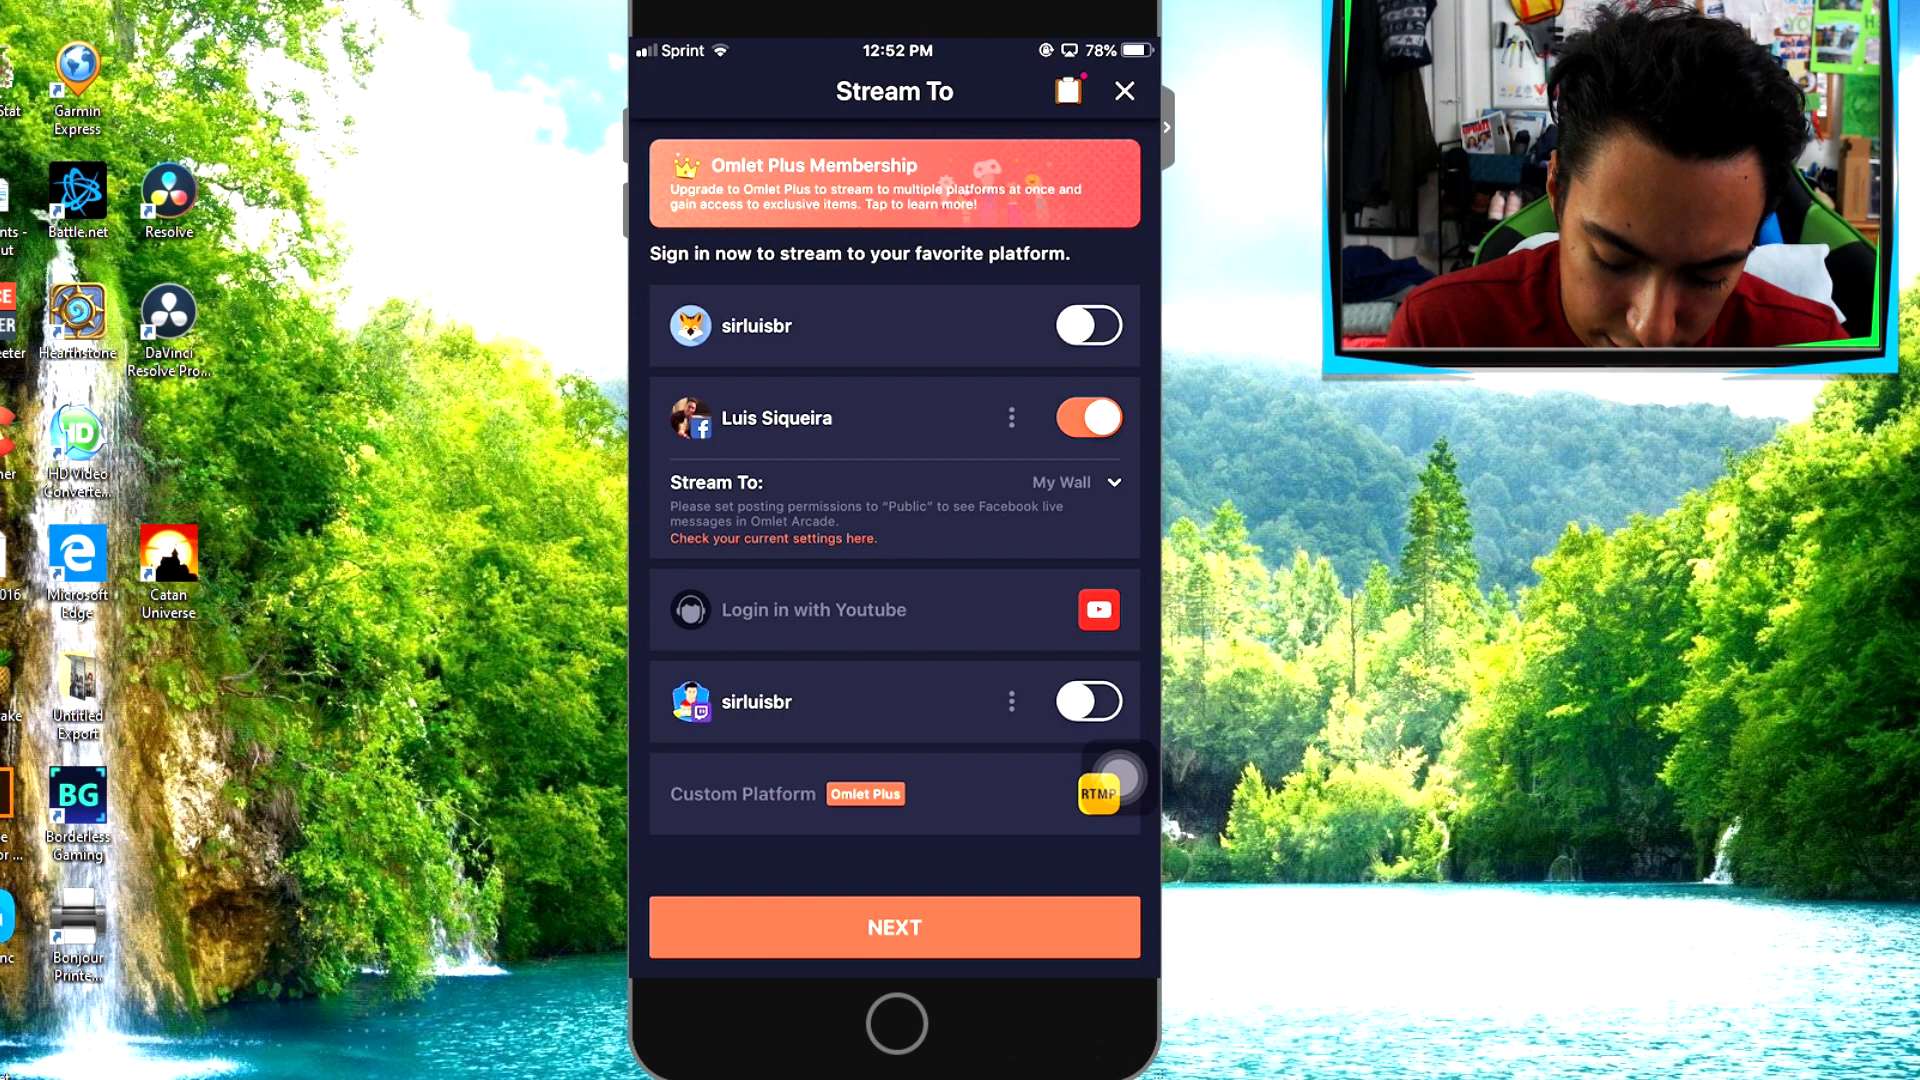 Sprint 12:52 PM 78%
Stream To
Omlet Plus Membership
Upgrade to Omlet Plus to stream to multiple platforms at once and
gain access to exclusive items. Tap to learn more!
Sign in now to stream to your favorite platform.
sirluisbr
Luis Siqueira
Stream To: My Wall
Please set posting permissions to “Public” to see Facebook live
messages in Omlet Arcade.
Check your current settings here.
Login in with Youtube
sirluisbr
Custom Platform Omlet Plus RTMP
NEXT
Garmin
Express
Battle.net
Resolve
Hearthstone
DaVinci
Resolve Pro...
HD
HD Video
Converte...
Microsoft
Edge
Catan
Universe
Untitled
Export
BG
Borderless
Gaming
Bonjour
Printe...
UPDATE